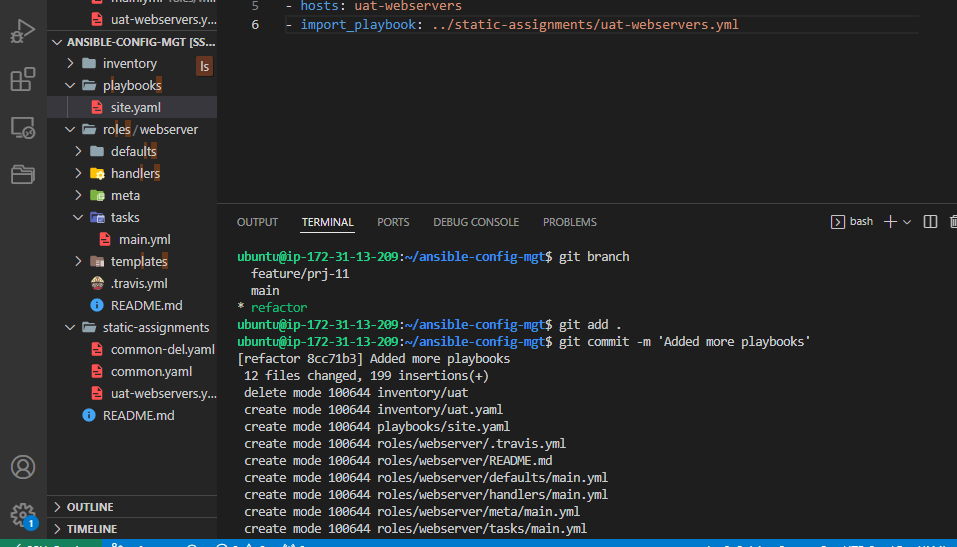 uat-webservers.y...
ANSIBLE-CONFIG-MGT [SS...
inventory
ls
playbooks
site.yaml
roles/webserver
defaults
handlers
meta
tasks
main.yml
templates
.travis.yml
README.md
static-assignments
common-del.yaml
common.yaml
uat-webservers.y...
README.md
OUTLINE
TIMELINE
1
5 - hosts: uat-webservers
6 - import_playbook: ../static-assignments/uat-webservers.yml
OUTPUT TERMINAL PORTS DEBUG CONSOLE PROBLEMS bash
ubuntu@ip-172-31-13-209:~/ansible-config-mgt$ git branch
feature/prj-11
main
* refactor
ubuntu@ip-172-31-13-209:~/ansible-config-mgt$ git add .
ubuntu@ip-172-31-13-209:~/ansible-config-mgt$ git commit -m 'Added more playbooks'
[refactor 8cc71b3] Added more playbooks
12 files changed, 199 insertions(+)
delete mode 100644 inventory/uat
create mode 100644 inventory/uat.yaml
create mode 100644 playbooks/site.yaml
create mode 100644 roles/webserver/.travis.yml
create mode 100644 roles/webserver/README.md
create mode 100644 roles/webserver/defaults/main.yml
create mode 100644 roles/webserver/handlers/main.yml
create mode 100644 roles/webserver/meta/main.yml
create mode 100644 roles/webserver/tasks/main.yml